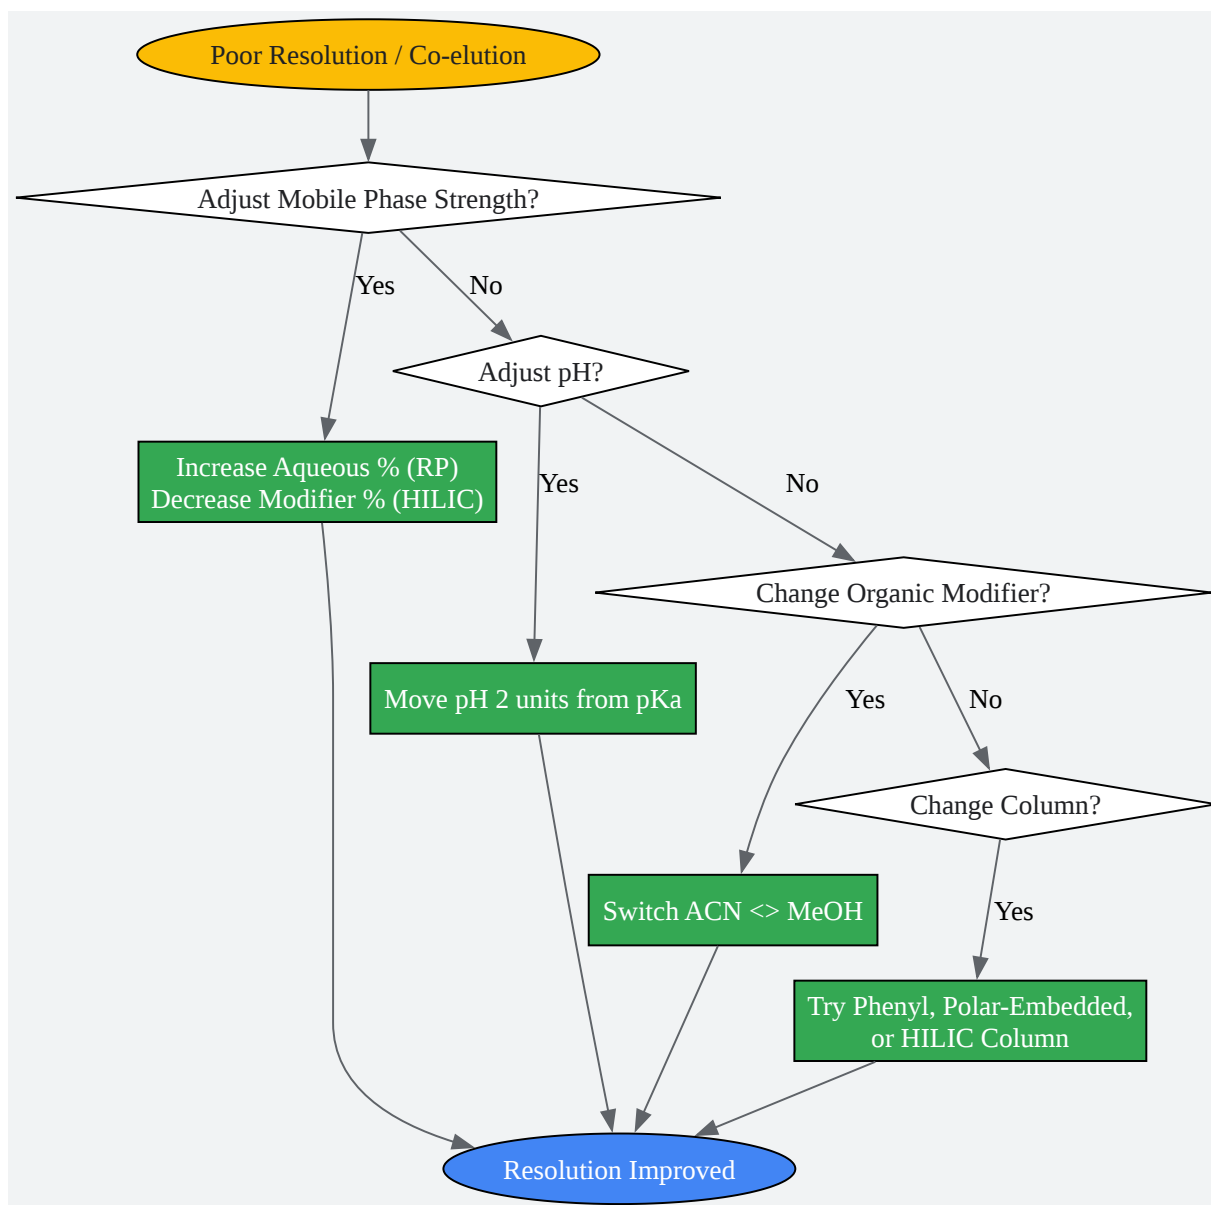 Poor Resolution / Co-elution
Adjust Mobile Phase Strength?
Yes
No
Adjust pH?
Increase Aqueous % (RP)
Decrease Modifier % (HILIC)
Yes
No
Change Organic Modifier?
Move pH 2 units from pKa
Yes
No
Change Column?
Switch ACN <> MeOH
Yes
Try Phenyl, Polar-Embedded,
or HILIC Column
Resolution Improved